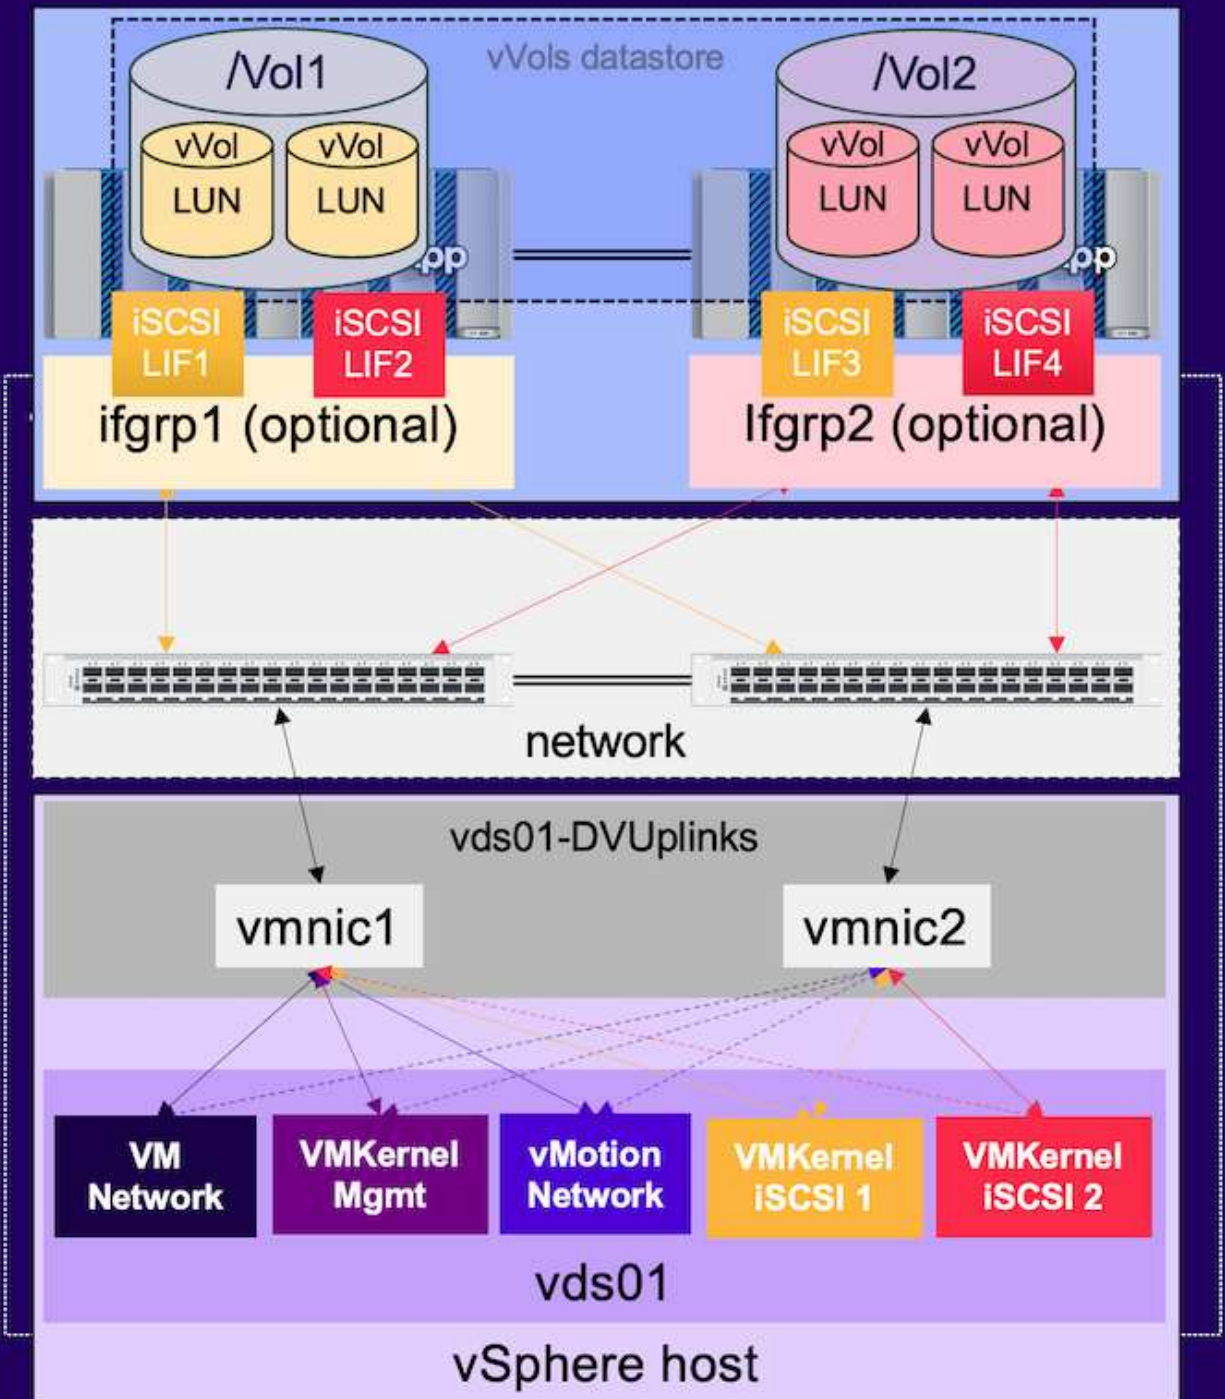 vVols datastore
/Vol1
/Vol2
vVol
vVol
vVol
vVol
LUN
LUN
LUN
LUN
pp
pp
iSCSI
LIF1
iSCSI
LIF2
iSCSI
LIF3
iSCSI
LIF4
ifgrp1 (optional)
Ifgrp2 (optional)
network
vds01-DVUplinks
vmnic1
vmnic2
VM
Network
VMKernel
Mgmt
vMotion
Network
VMKernel
iSCSI 1
VMKernel
iSCSI 2
vds01
vSphere host